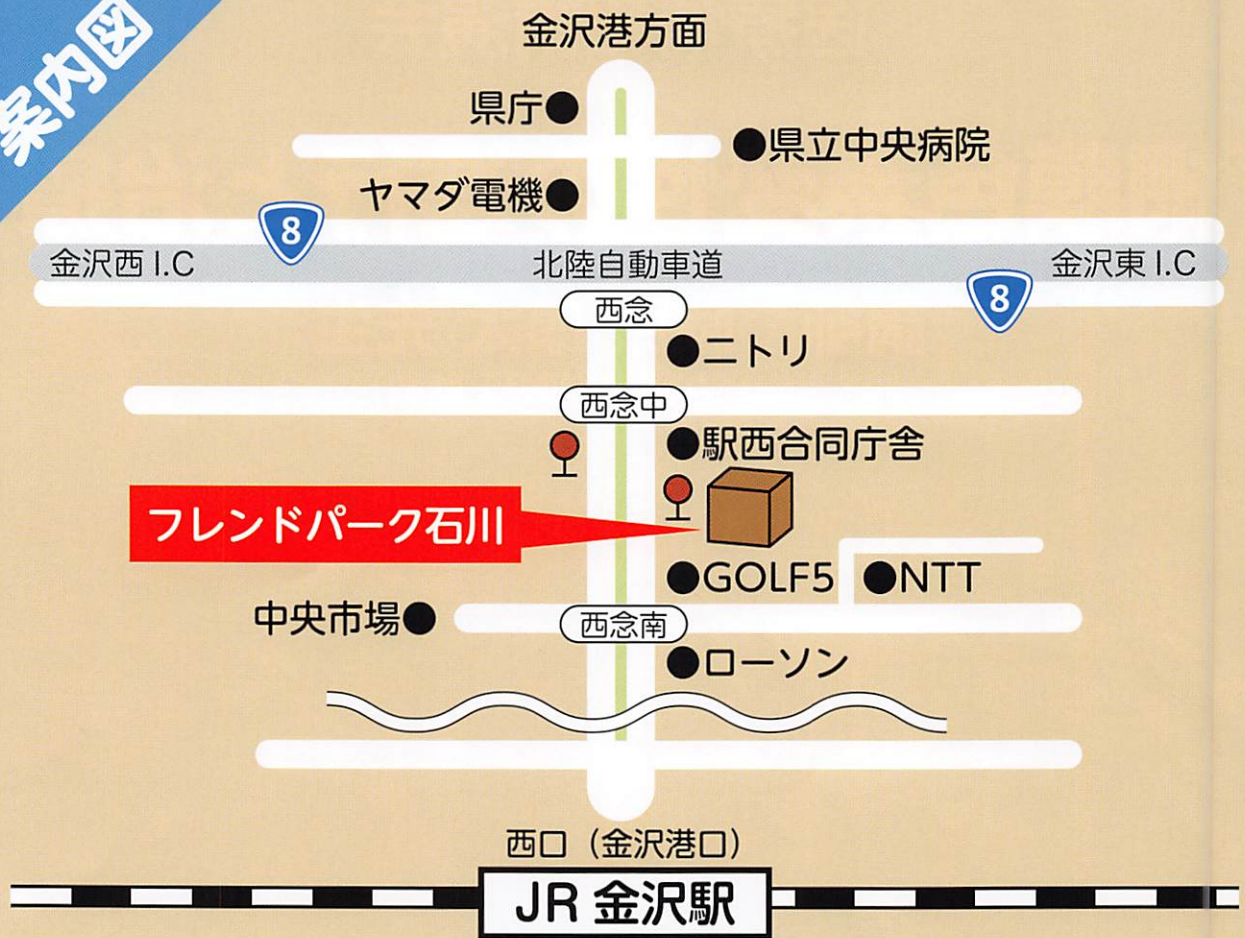 案内図
金沢港方面
県庁●
●県立中央病院
ヤマダ電機●
8
金沢西 I.C
北陸自動車道
金沢東 I.C
8
西念
●ニトリ
西念中
●駅西合同庁舎
フレンドパーク石川
●GOLF5
●NTT
中央市場●
西念南
●ローソン
西口（金沢港口）
JR 金沢駅